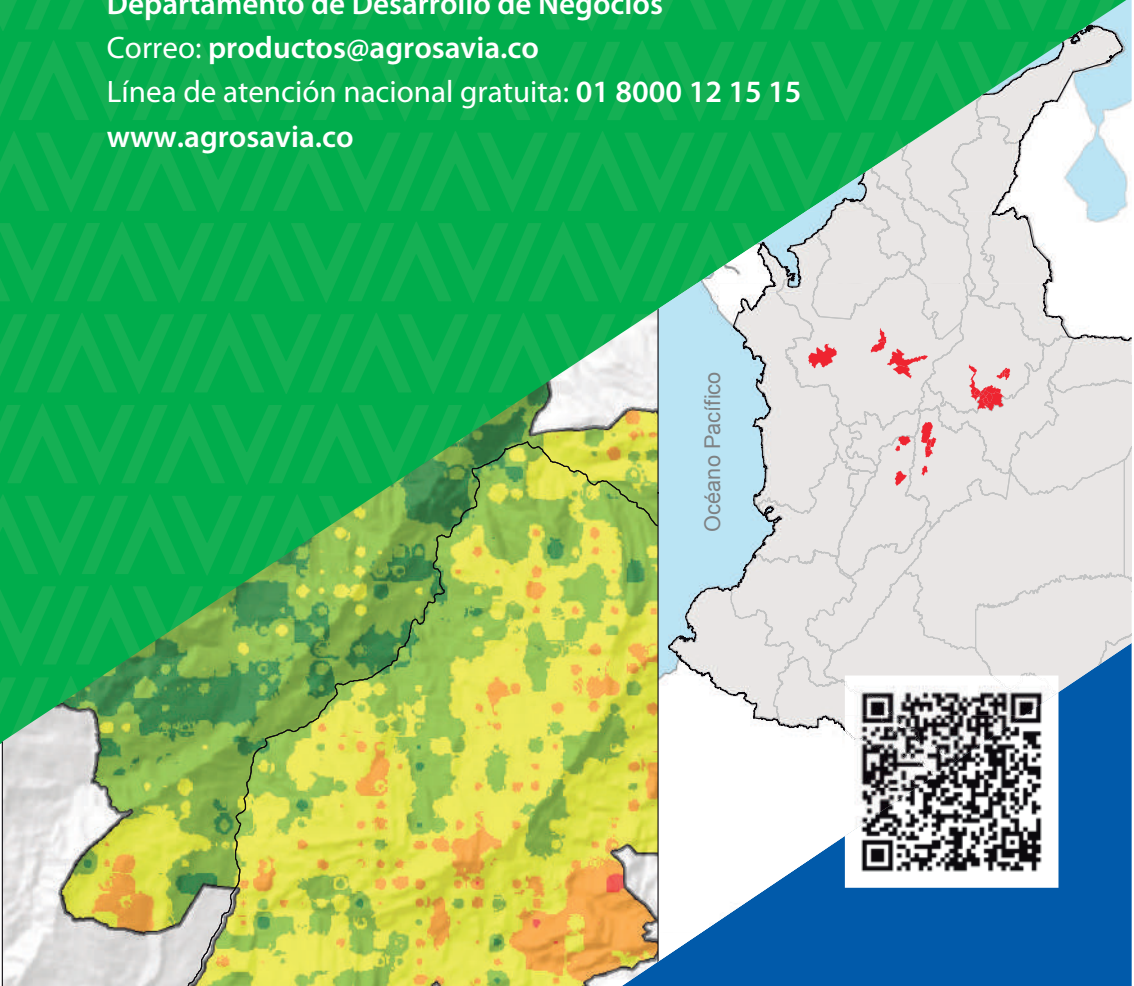 Departamento de Desarrollo de Negocios
Correo: productos@agrosavia.co
Línea de atención nacional gratuita: 01 8000 12 15 15
www.agrosavia.co
Océano Pacífico